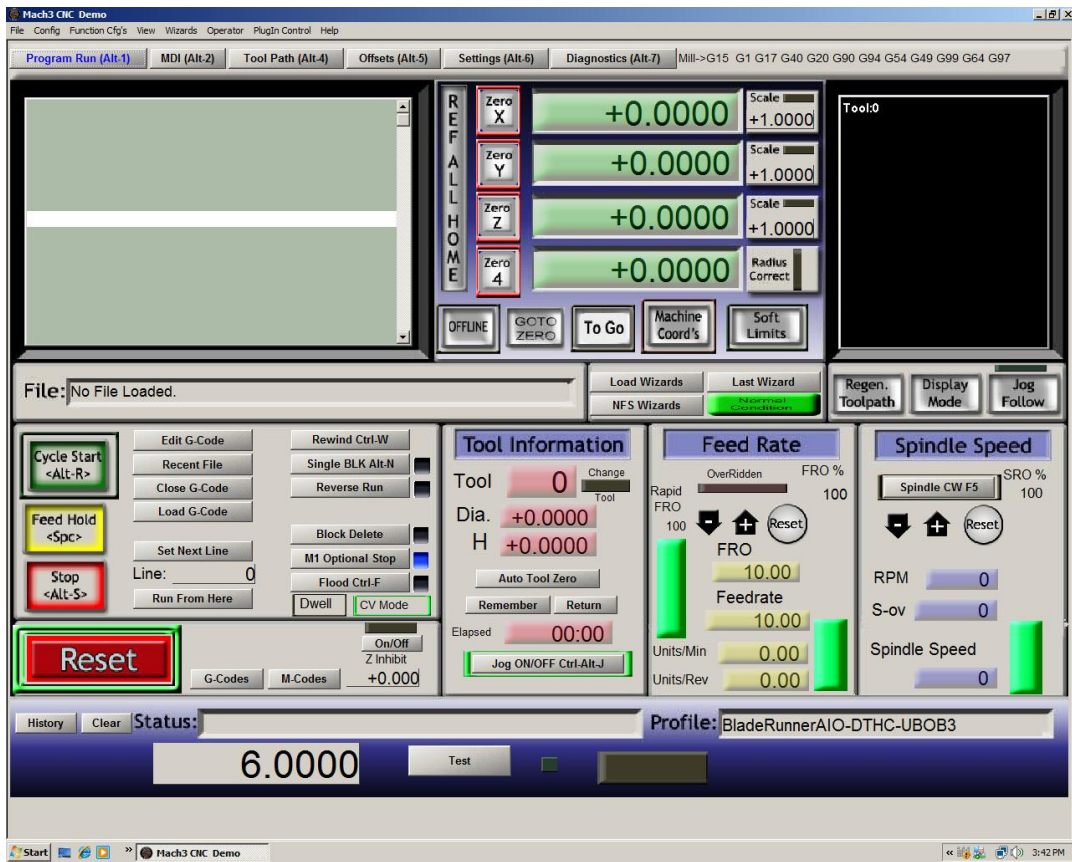 Mach3 CNC Demo
File Config Function Cfg's View Wizards Operator PlugIn Control Help
Program Run (Alt-1) MDI (Alt-2) Tool Path (Alt-4) Offsets (Alt-5) Settings (Alt-6) Diagnostics (Alt-7) Mill->G15 G1 G17 G40 G20 G90 G94 G54 G49 G99 G64 G97
REF ALL HOME
Zero X +0.0000 Scale +1.0000
Zero Y +0.0000 Scale +1.0000
Zero Z +0.0000 Scale +1.0000
Zero 4 +0.0000 Radius Correct
OFFLINE GOTO ZERO To Go Machine Coord's Soft Limits
Tool:0
File: No File Loaded.
Load Wizards Last Wizard
NFS Wizards Normal Condition
Regen. Toolpath Display Mode Jog Follow
Cycle Start <Alt-R>
Feed Hold <Spc>
Stop <Alt-S>
Edit G-Code
Recent File
Close G-Code
Load G-Code
Set Next Line
Line: 0
Run From Here
Rewind Ctrl-W
Single BLK Alt-N
Reverse Run
Block Delete
M1 Optional Stop
Flood Ctrl-F
Dwell CV Mode
Reset
G-Codes M-Codes
On/Off
Z Inhibit
+0.000
Tool Information
Tool 0 Change Tool
Dia. +0.0000
H +0.0000
Auto Tool Zero
Remember Return
Elapsed 00:00
Jog ON/OFF Ctrl-Alt-J
Feed Rate
OverRidden FRO %
100
Rapid FRO
100
Reset
FRO
10.00
Feedrate
10.00
Units/Min 0.00
Units/Rev 0.00
Spindle Speed
Spindle CW F5 SRO %
100
Reset
RPM 0
S-ov 0
Spindle Speed
0
History Clear Status: Profile: BladeRunnerAIO-DTHC-UBOB3
6.0000 Test
Start Mach3 CNC Demo 3:42 PM